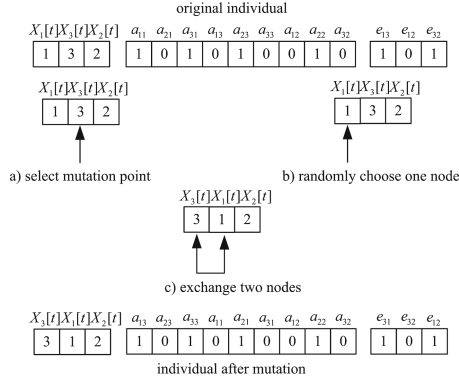 original individual
X₁[t] X₃[t] X₂[t] a₁₁ a₂₁ a₃₁ a₁₃ a₂₃ a₃₃ a₁₂ a₂₂ a₃₂ e₁₃ e₁₂ e₃₂
1 3 2 1 0 1 0 1 0 0 1 0 1 0 1
X₁[t] X₃[t] X₂[t] X₁[t] X₃[t] X₂[t]
1 3 2 1 3 2
a) select mutation point b) randomly choose one node
X₃[t] X₁[t] X₂[t]
3 1 2
c) exchange two nodes
X₃[t] X₁[t] X₂[t] a₁₃ a₂₃ a₃₃ a₁₁ a₂₁ a₃₁ a₁₂ a₂₂ a₃₂ e₃₁ e₃₂ e₁₂
3 1 2 1 0 1 0 1 0 0 1 0 1 0 1
individual after mutation